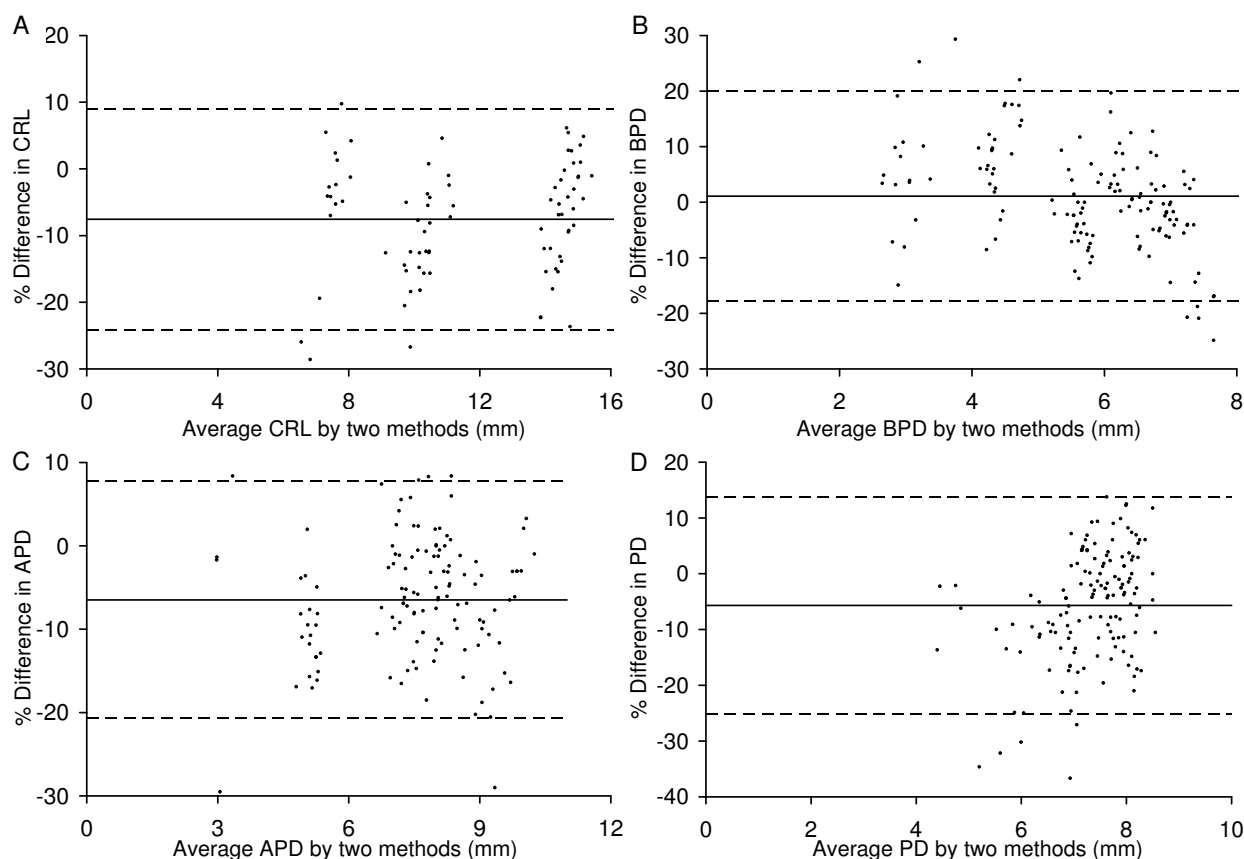 A
20
10
0
-10
-20
-30
% Difference in CRL
0 4 8 12 16
Average CRL by two methods (mm)
B
30
20
10
0
-10
-20
-30
% Difference in BPD
0 2 4 6 8
Average BPD by two methods (mm)
C
10
0
-10
-20
-30
% Difference in APD
0 3 6 9 12
Average APD by two methods (mm)
D
20
10
0
-10
-20
-30
-40
% Difference in PD
0 2 4 6 8 10
Average PD by two methods (mm)